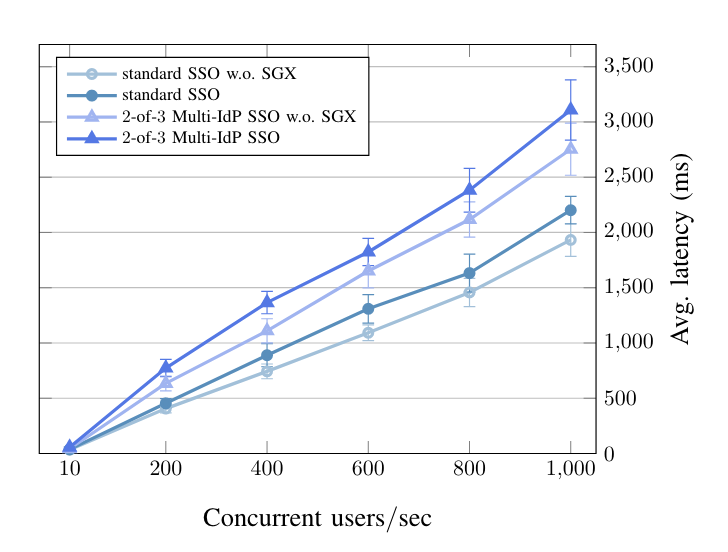 standard SSO w.o. SGX
standard SSO
2-of-3 Multi-IdP SSO w.o. SGX
2-of-3 Multi-IdP SSO
3,500
3,000
2,500
2,000
1,500
1,000
500
0
Avg. latency (ms)
10 200 400 600 800 1,000
Concurrent users/sec